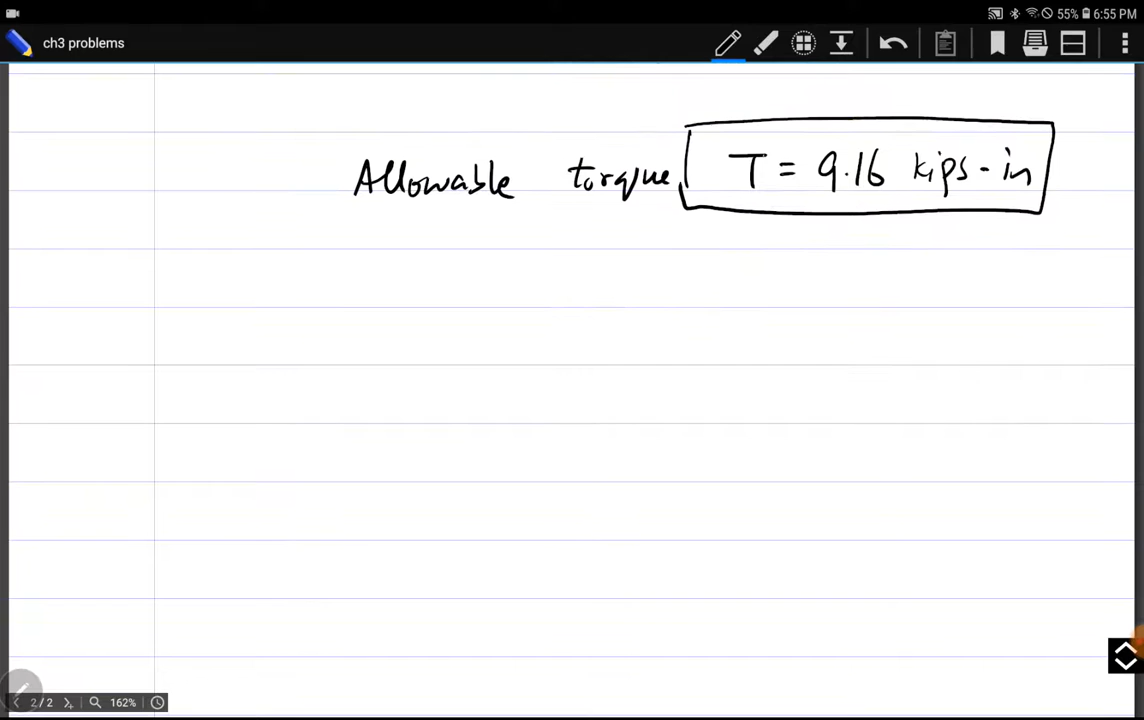 55% 6:55 PM
ch3 problems
Allowable torque T = 9.16 kips-in
2/2 162%